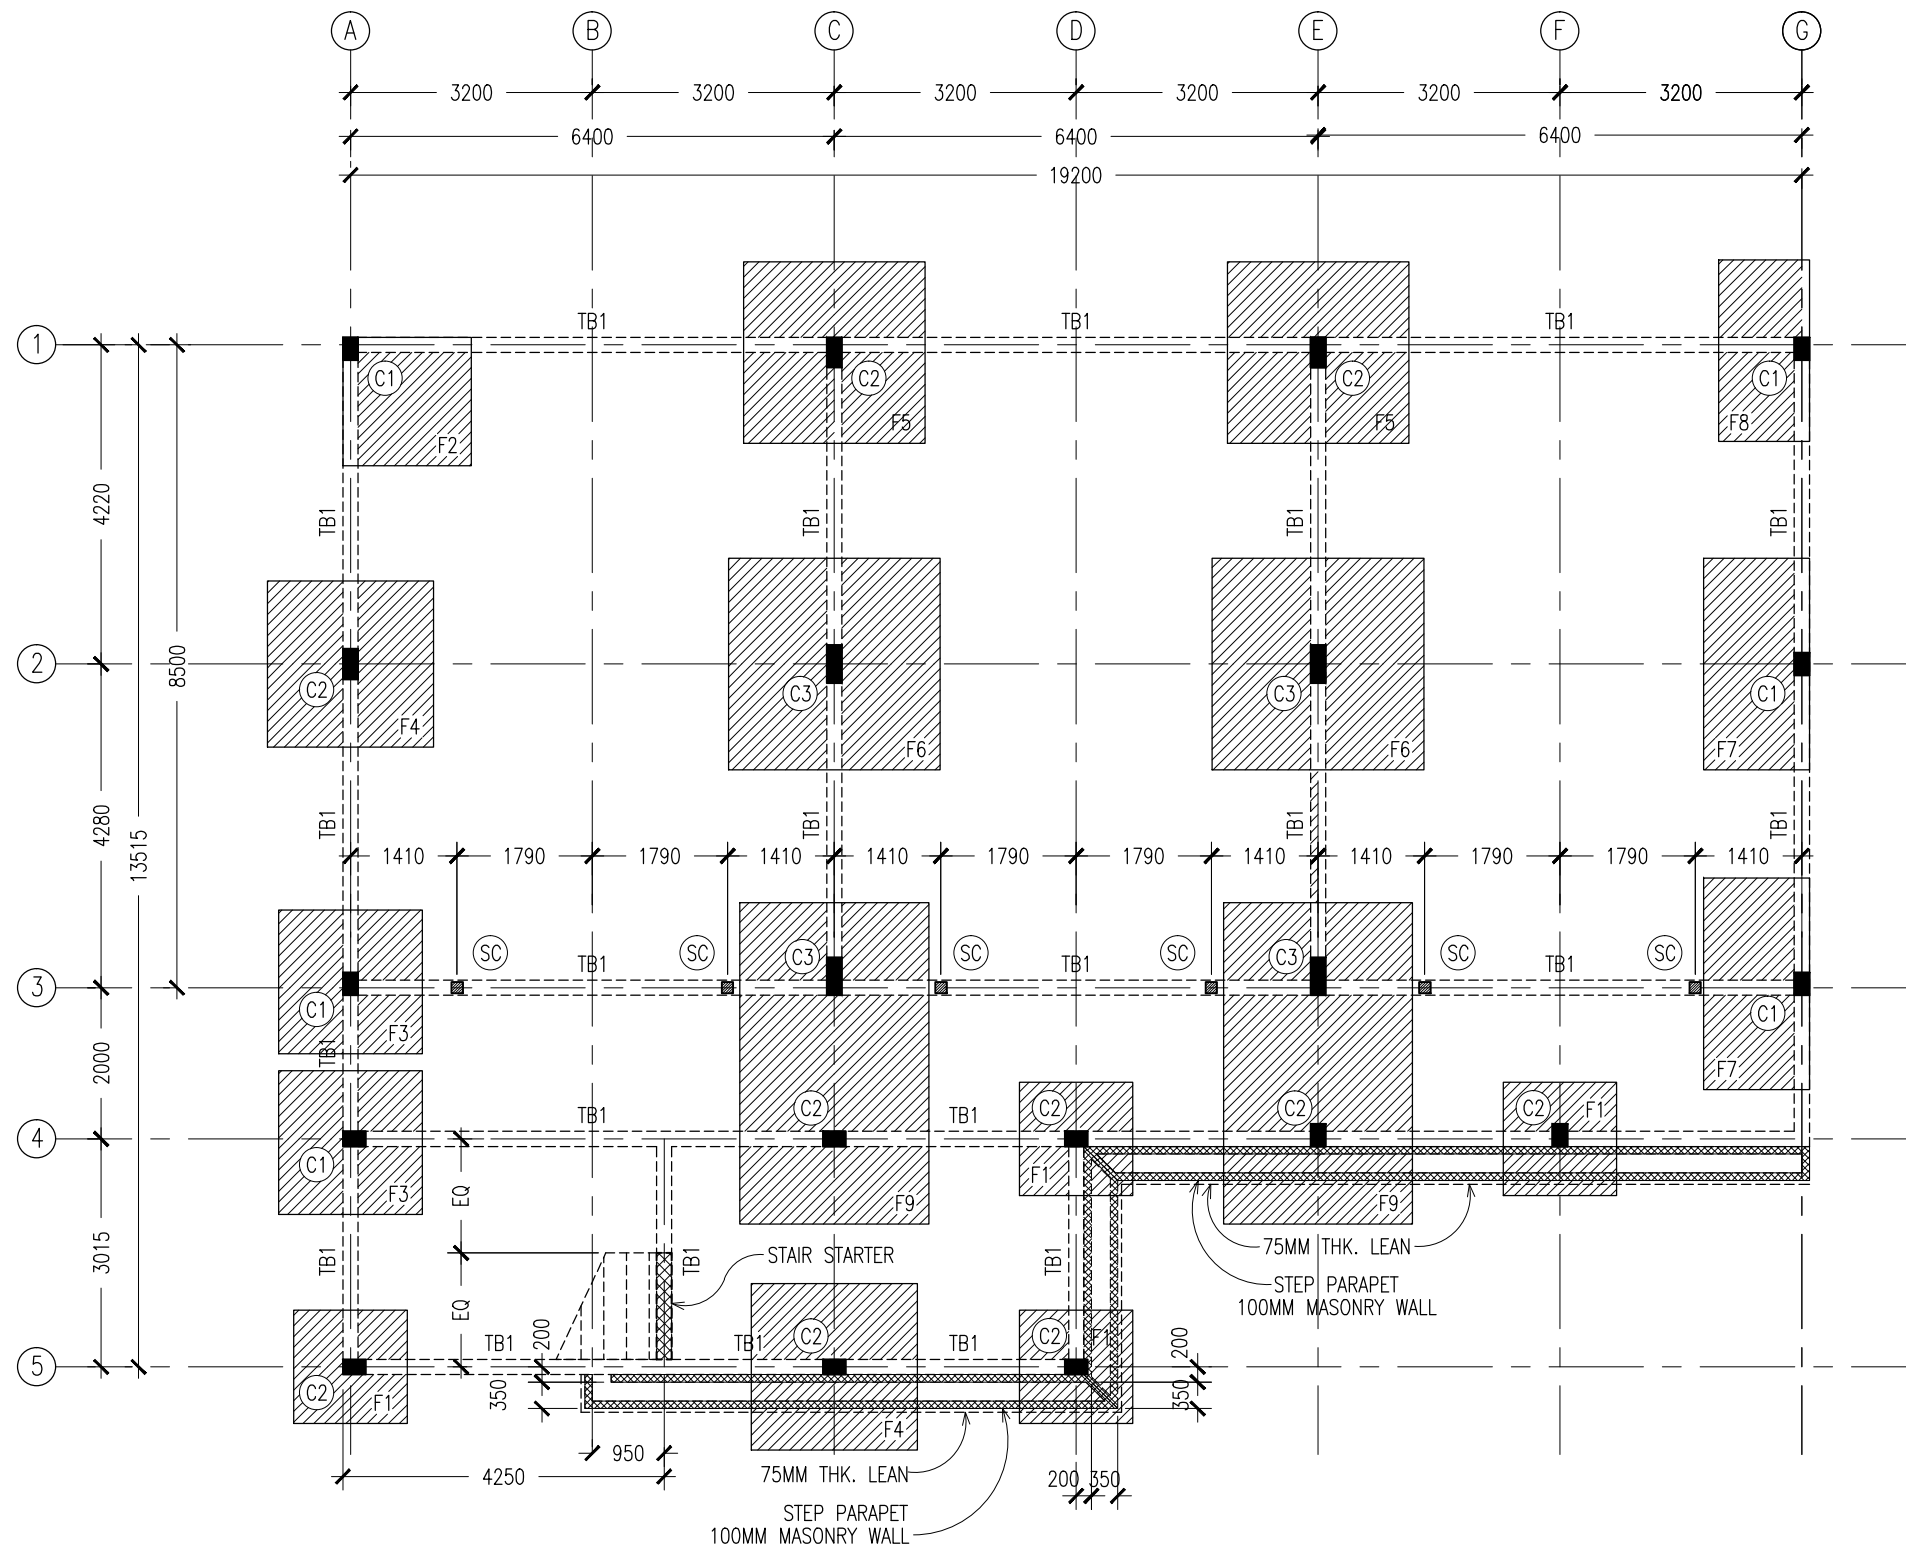 A B C D E F G
3200 3200 3200 3200 3200 3200
6400 6400 6400
19200
TB1 TB1 TB1
1
C1 C2 C2 C1
F2 F5 F5 F8
4220
TB1 TB1 TB1 TB1
2
8500
C2 C3 C3 C1
F4 F6 F6 F7
4280
13515
TB1 TB1 TB1 TB1
1410 1790 1790 1410 1410 1790 1790 1410 1410 1790 1790 1410
SC SC C3 SC SC C3 SC SC
TB1 TB1 TB1
3
C1 C1
F3
2000
TB1
F7
C2 C2 C2 C2
TB1 TB1 F1
4
C1 F1
F3 F9 F9
EQ
3015
TB1 TB1 TB1
STAIR STARTER
75MM THK. LEAN
STEP PARAPET
100MM MASONRY WALL
EQ
200 C2 C2 F1 200
TB1 TB1 TB1
5
C2 350 350
F1 F4
950
4250
75MM THK. LEAN
200 350
STEP PARAPET
100MM MASONRY WALL